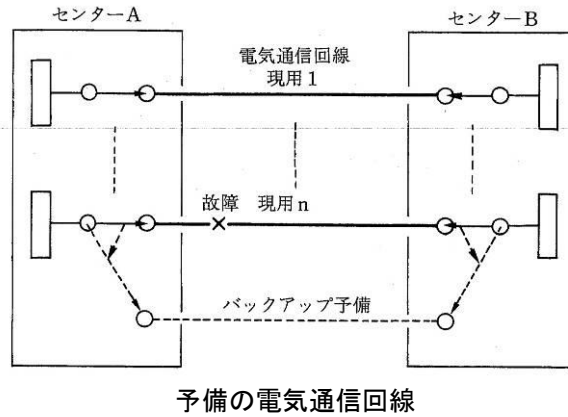 センターA
センターB
電気通信回線
現用1
故障 現用n
バックアップ予備
予備の電気通信回線